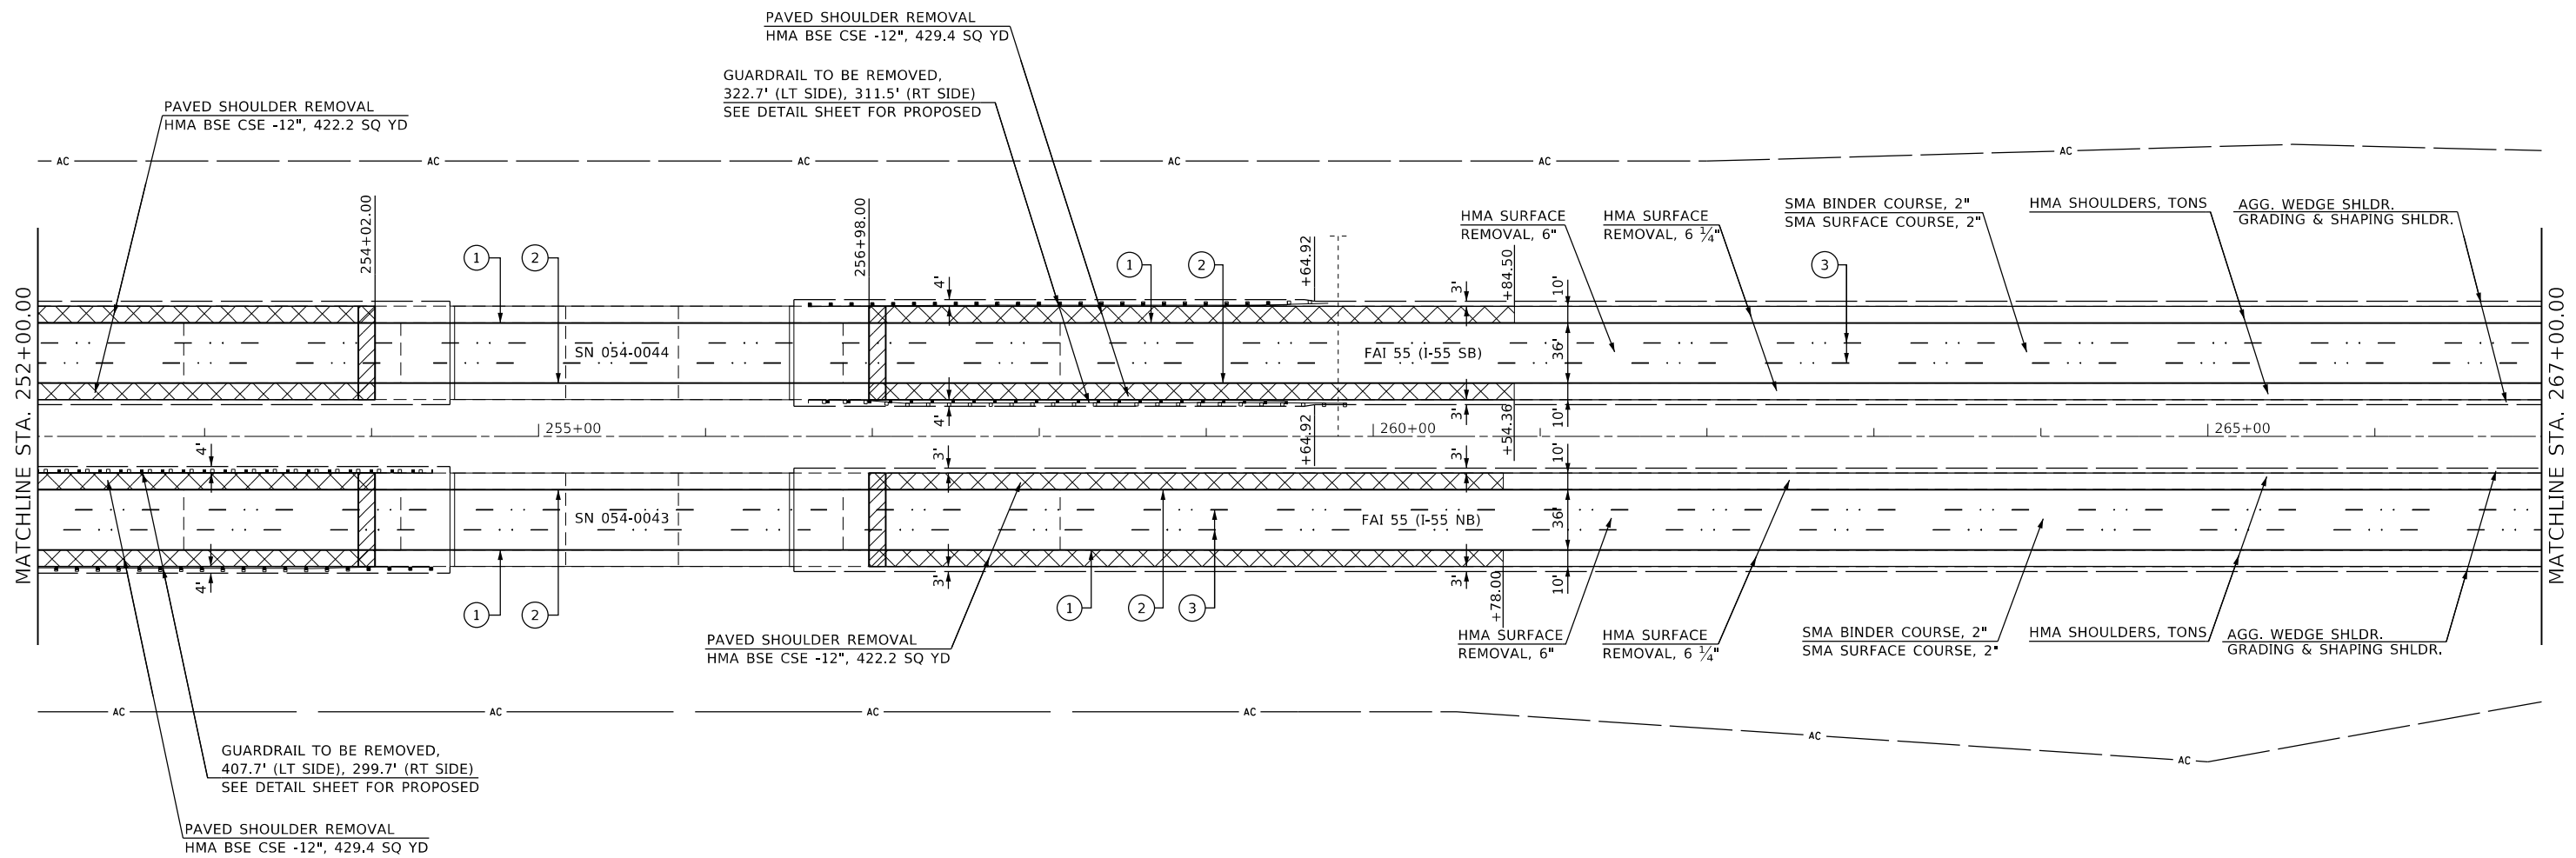 PAVED SHOULDER REMOVAL
HMA BSE CSE -12", 429.4 SQ YD
GUARDRAIL TO BE REMOVED,
322.7' (LT SIDE), 311.5' (RT SIDE)
SEE DETAIL SHEET FOR PROPOSED
PAVED SHOULDER REMOVAL
HMA BSE CSE -12", 422.2 SQ YD
AC
AC
AC
AC
AC
AC
MATCHLINE STA. 252+00.00
254+02.00
256+98.00
+64.92
+84.50
HMA SURFACE
REMOVAL, 6"
HMA SURFACE
REMOVAL, 6 ¼"
SMA BINDER COURSE, 2"
SMA SURFACE COURSE, 2"
HMA SHOULDERS, TONS
AGG. WEDGE SHLDR.
GRADING & SHAPING SHLDR.
1
2
1
2
3
4'
3'
10'
SN 054-0044
FAI 55 (I-55 SB)
36'
4'
3'
10'
+64.92
+54.36
255+00
260+00
265+00
MATCHLINE STA. 267+00.00
4'
3'
3'
10'
SN 054-0043
FAI 55 (I-55 NB)
36'
4'
3'
3'
10'
+78.00
1
2
1
2
3
PAVED SHOULDER REMOVAL
HMA BSE CSE -12", 422.2 SQ YD
HMA SURFACE
REMOVAL, 6"
HMA SURFACE
REMOVAL, 6 ¼"
SMA BINDER COURSE, 2"
SMA SURFACE COURSE, 2"
HMA SHOULDERS, TONS
AGG. WEDGE SHLDR.
GRADING & SHAPING SHLDR.
AC
AC
AC
AC
AC
AC
GUARDRAIL TO BE REMOVED,
407.7' (LT SIDE), 299.7' (RT SIDE)
SEE DETAIL SHEET FOR PROPOSED
PAVED SHOULDER REMOVAL
HMA BSE CSE -12", 429.4 SQ YD